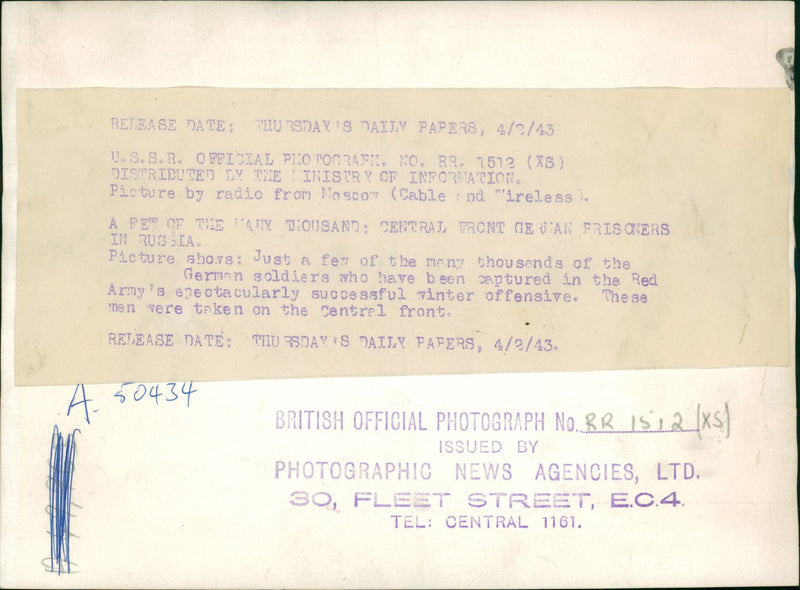 RELEASE DATE: THURSDAY'S DAILY PAPERS, 4/2/43
U.S.S.R. OFFICIAL PHOTOGRAPH. NO. RR. 1512 (XS)
DISTRIBUTED BY THE MINISTRY OF INFORMATION.
Picture by radio from Moscow (Cable and Wireless).
A FEW OF THE MANY THOUSAND: CENTRAL FRONT GERMAN PRISONERS
IN RUSSIA.
Picture shows: Just a few of the many thousands of the
German soldiers who have been captured in the Red
Army's spectacularly successful winter offensive. These
men were taken on the Central front.
RELEASE DATE: THURSDAY'S DAILY PAPERS, 4/2/43.
A. 50434
BRITISH OFFICIAL PHOTOGRAPH No. RR 1512 (XS)
ISSUED BY
PHOTOGRAPHIC NEWS AGENCIES, LTD.
30, FLEET STREET, E.C.4.
TEL: CENTRAL 1161.